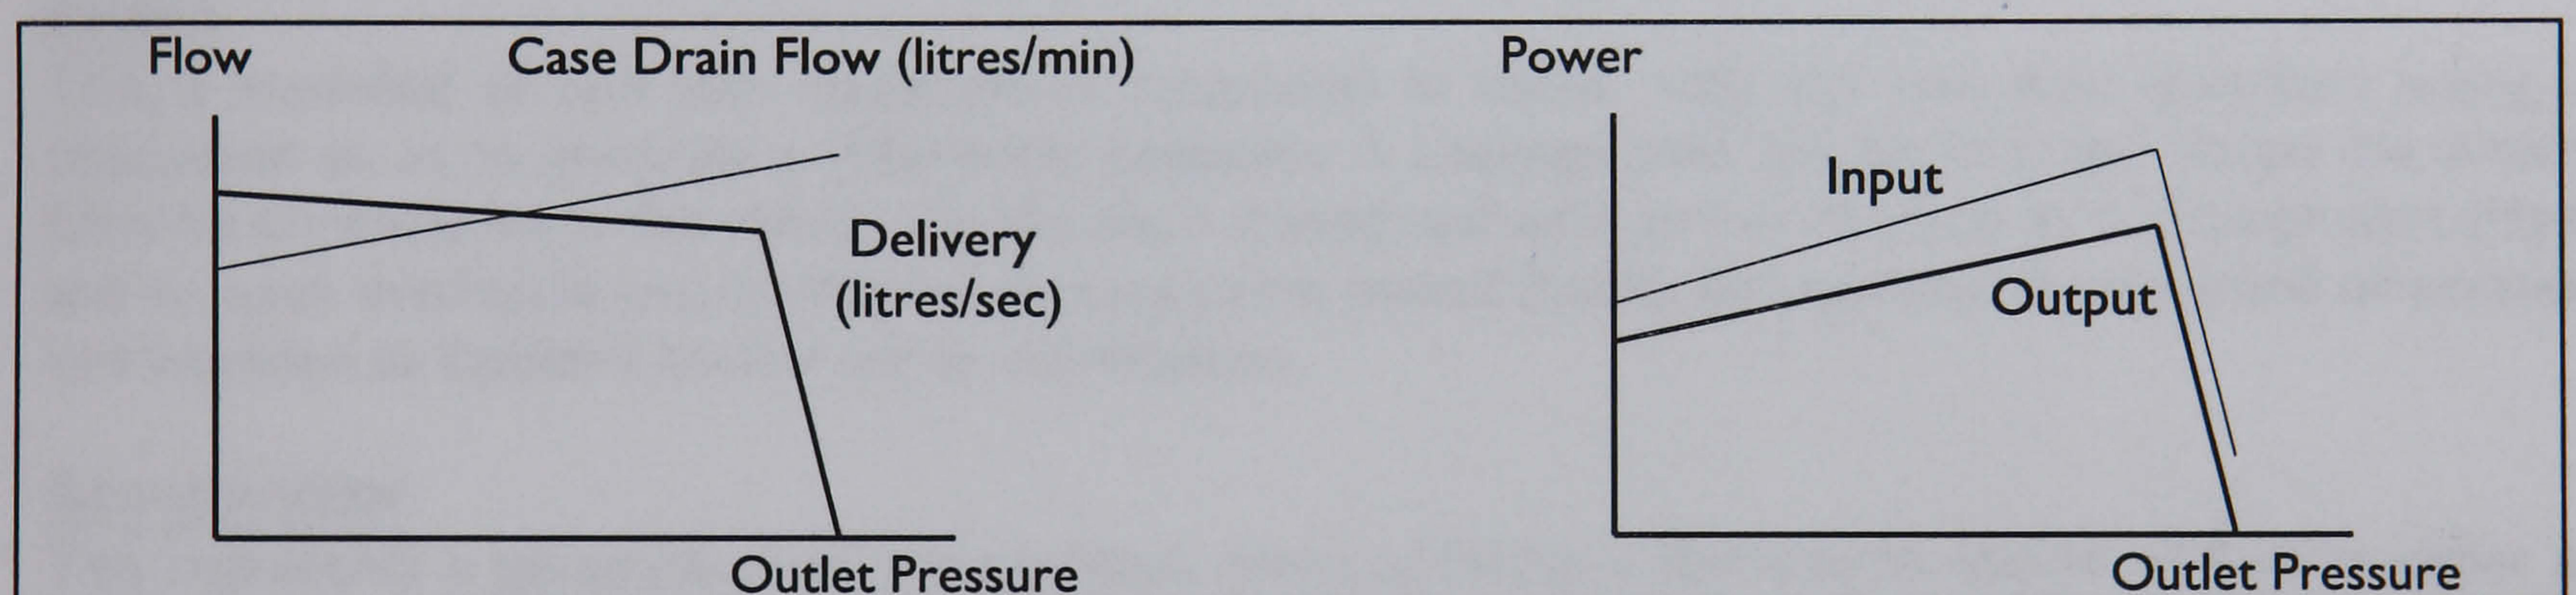 Flow
Case Drain Flow (litres/min)
Delivery
(litres/sec)
Outlet Pressure
Power
Input
Output
Outlet Pressure